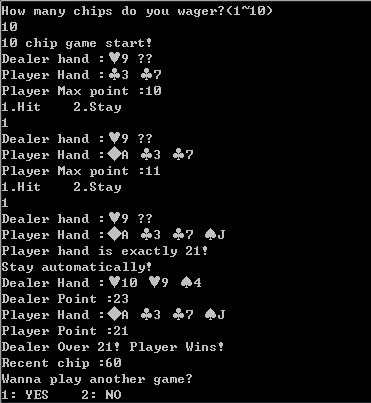 How many chips do you wager?(1~10)
10
10 chip game start!
Dealer hand :♥9 ??
Player Hand :♣3 ♣7
Player Max point :10
1.Hit 2.Stay
1
Dealer hand :♥9 ??
Player Hand :◆A ♣3 ♣7
Player Max point :11
1.Hit 2.Stay
1
Dealer hand :♥9 ??
Player Hand :◆A ♣3 ♣7 ♠J
Player hand is exactly 21!
Stay automatically!
Dealer Hand :♥10 ♥9 ♠4
Dealer Point :23
Player Hand :◆A ♣3 ♣7 ♠J
Player Point :21
Dealer Over 21! Player Wins!
Recent chip :60
Wanna play another game?
1: YES 2: NO